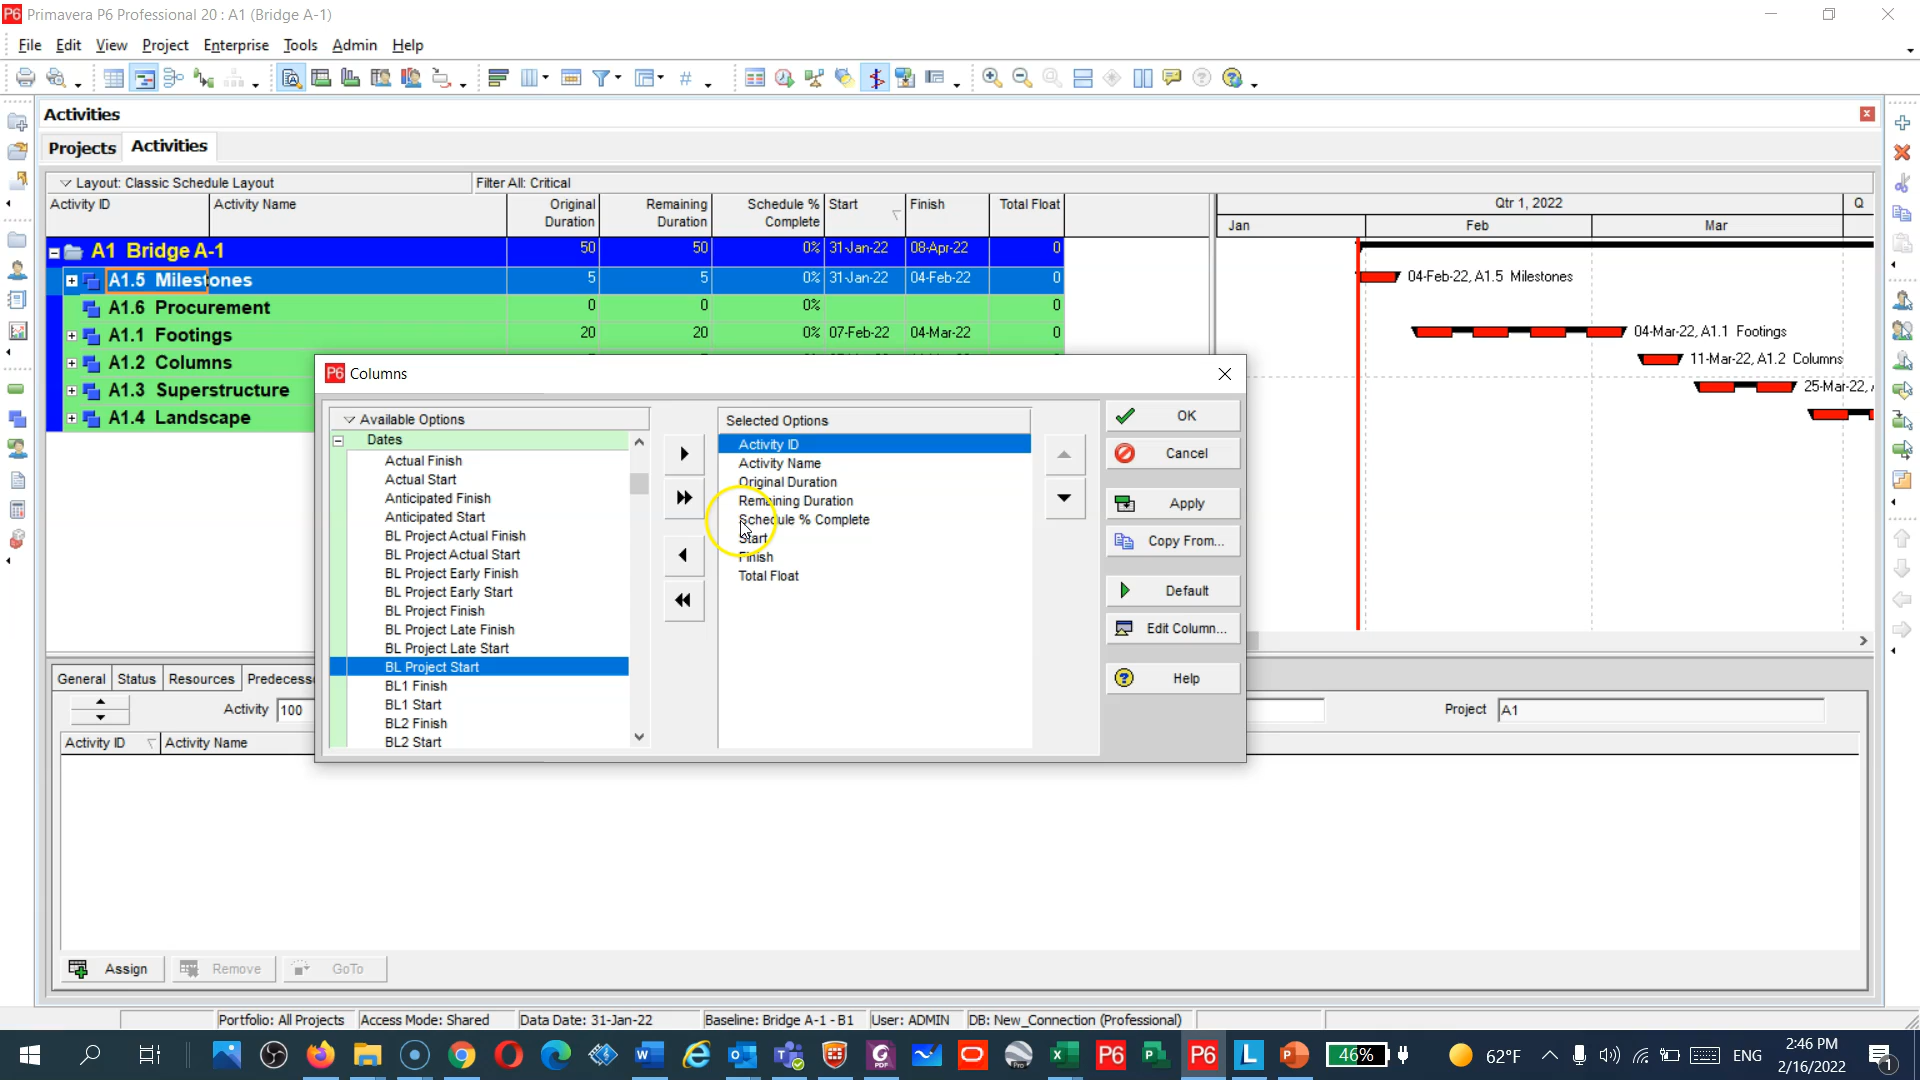 P6 Primavera P6 Professional 20 : A1 (Bridge A-1)
File Edit View Project Enterprise Tools Admin Help
Activities
Projects Activities
Layout: Classic Schedule Layout Filter All: Critical
Activity ID Activity Name Original Duration Remaining Duration Schedule % Complete Start Finish Total Float
Qtr 1, 2022 Q
Jan Feb Mar
A1 Bridge A-1 50 50 0% 31-Jan-22 08-Apr-22 0
A1.5 Milestones 5 5 0% 31-Jan-22 04-Feb-22 0 04-Feb-22, A1.5 Milestones
A1.6 Procurement 0 0 0% 0
A1.1 Footings 20 20 0% 07-Feb-22 04-Mar-22 0 04-Mar-22, A1.1 Footings
A1.2 Columns 11-Mar-22, A1.2 Columns
A1.3 Superstructure 25-Mar-22,
A1.4 Landscape
P6 Columns
Available Options
Dates
Actual Finish
Actual Start
Anticipated Finish
Anticipated Start
BL Project Actual Finish
BL Project Actual Start
BL Project Early Finish
BL Project Early Start
BL Project Finish
BL Project Late Finish
BL Project Late Start
BL Project Start
BL1 Finish
BL1 Start
BL2 Finish
BL2 Start
Selected Options
Activity ID
Activity Name
Original Duration
Remaining Duration
Schedule % Complete
Start
Finish
Total Float
OK
Cancel
Apply
Copy From...
Default
Edit Column...
Help
General Status Resources Predecess
Activity 100 Project A1
Activity ID Activity Name
Assign Remove GoTo
Portfolio: All Projects Access Mode: Shared Data Date: 31-Jan-22 Baseline: Bridge A-1 - B1 User: ADMIN DB: New_Connection (Professional)
46% 62°F ENG 2:46 PM
2/16/2022 1